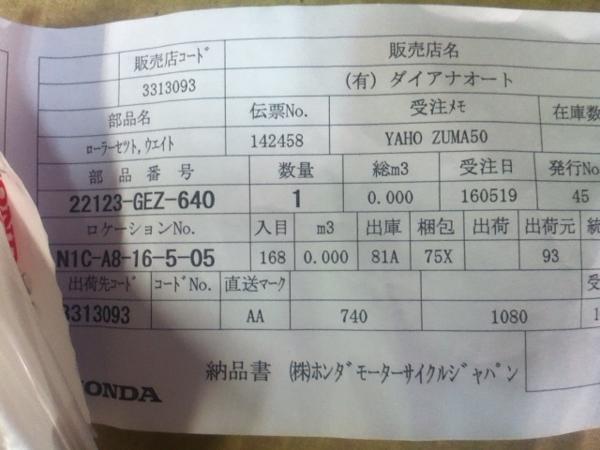 販売店コード 販売店名
3313093 (有) ダイアナオート
部品名 伝票No. 受注メモ 在庫数
ローラーセツト,ウエイト 142458 YAHO ZUMA50
部品番号 数量 総m3 受注日 発行No
22123-GEZ-640 1 0.000 160519 45
ロケーションNo. 入目 m3 出庫 梱包 出荷 出荷元 統
N1C-A8-16-5-05 168 0.000 81A 75X 93
出荷先コード コードNo. 直送マーク 受
3313093 AA 740 1080 1
納品書 (株)ホンダモーターサイクルジャパン
HONDA